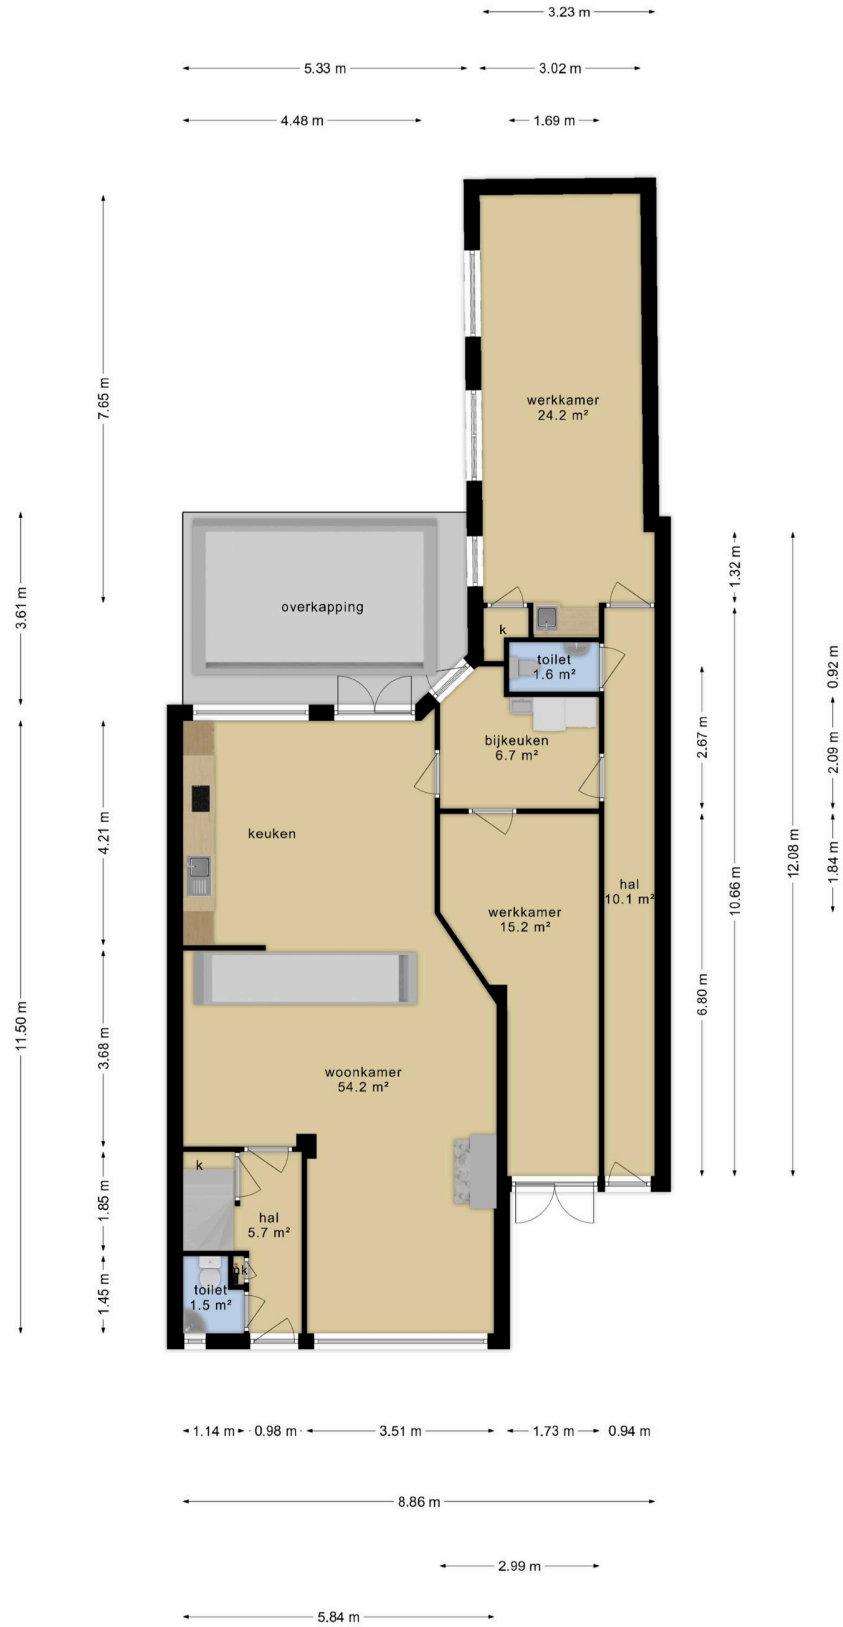 3.23 m
5.33 m
3.02 m
4.48 m
1.69 m
7.65 m
werkkamer
24.2 m²
3.61 m
overkapping
1.32 m
k
toilet
1.6 m²
0.92 m
2.67 m
bijkeuken
6.7 m²
2.09 m
4.21 m
keuken
12.08 m
1.84 m
hal
10.1 m²
10.66 m
werkkamer
15.2 m²
6.80 m
11.50 m
3.68 m
woonkamer
54.2 m²
k
1.85 m
hal
5.7 m²
mk
toilet
1.5 m²
1.45 m
1.14 m
0.98 m
3.51 m
1.73 m
0.94 m
8.86 m
2.99 m
5.84 m